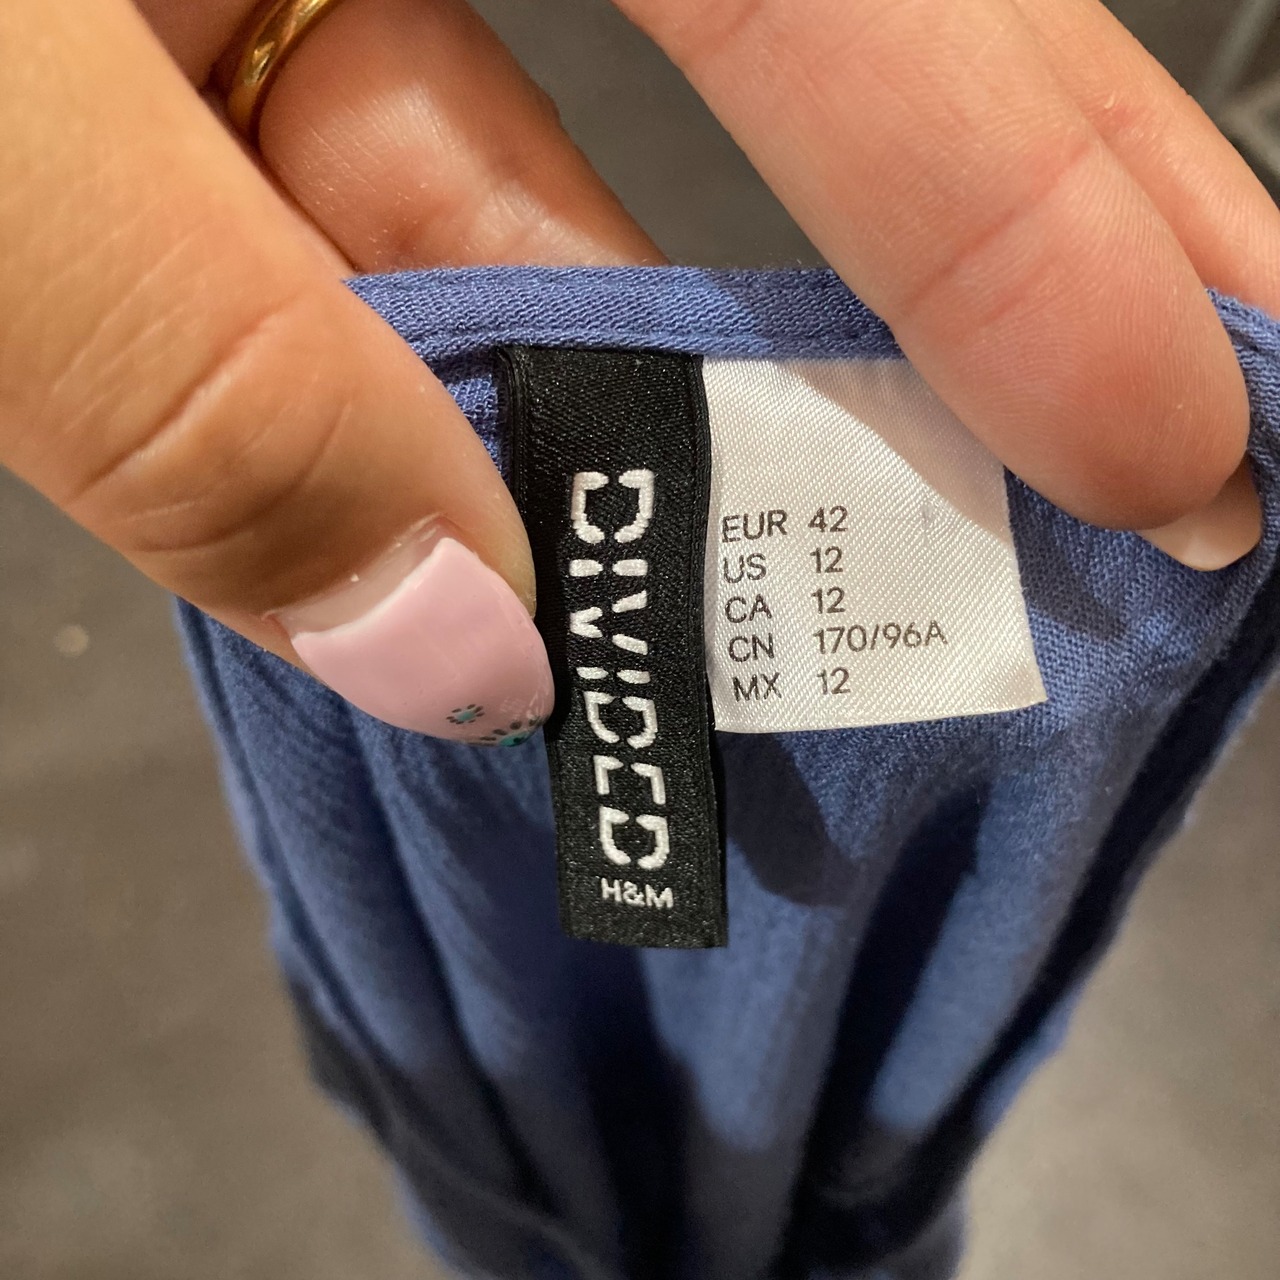 DIVIDED
H&M
EUR 42
US 12
CA 12
CN 170/96A
MX 12